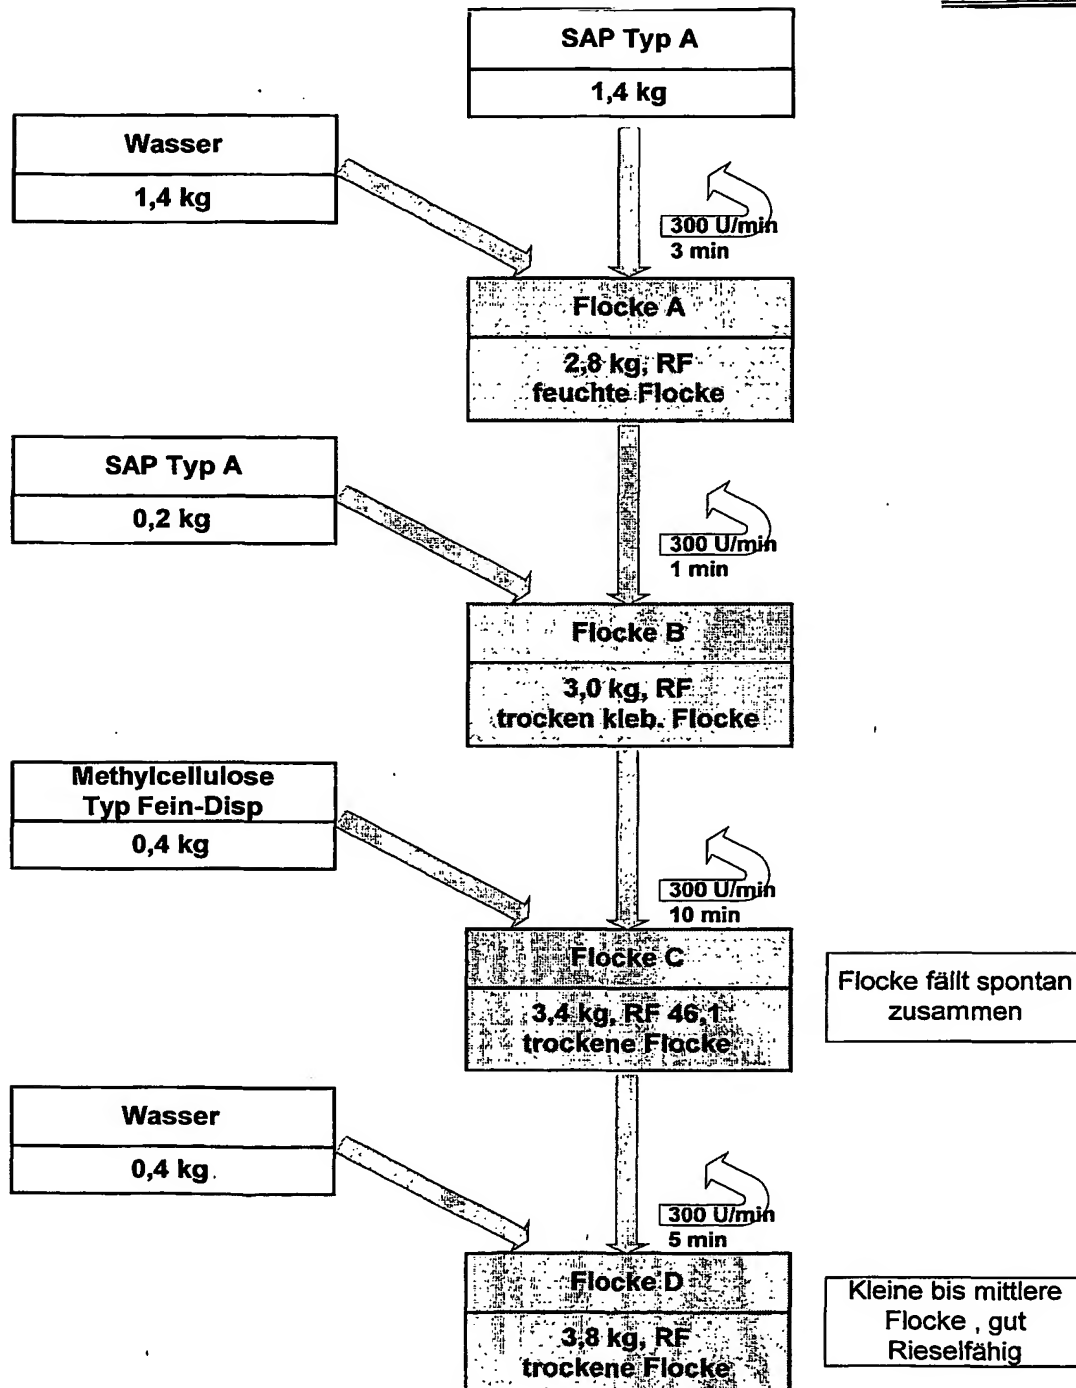 SAP Typ A
1,4 kg
Wasser
1,4 kg
300 U/min
3 min
Flocke A
2,8 kg, RF
feuchte Flocke
SAP Typ A
0,2 kg
300 U/min
1 min
Flocke B
3,0 kg, RF
trocken kleb. Flocke
Methylcellulose
Typ Fein-Disp
0,4 kg
300 U/min
10 min
Flocke C
3,4 kg, RF 46,1
trockene Flocke
Flocke fällt spontan
zusammen
Wasser
0,4 kg
300 U/min
5 min
Flocke D
3,8 kg, RF
trockene Flocke
Kleine bis mittlere
Flocke , gut
Rieselfähig